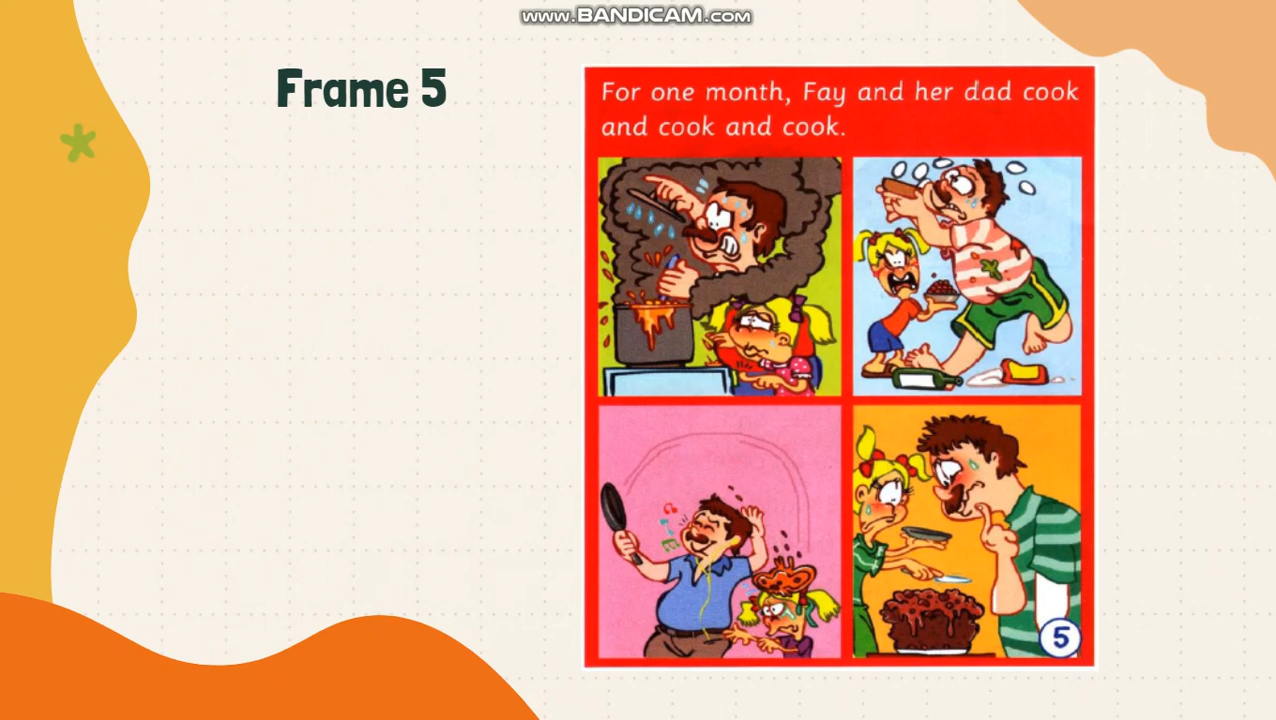 www.BANDICAM.com
Frame 5
For one month, Fay and her dad cook
and cook and cook.
5